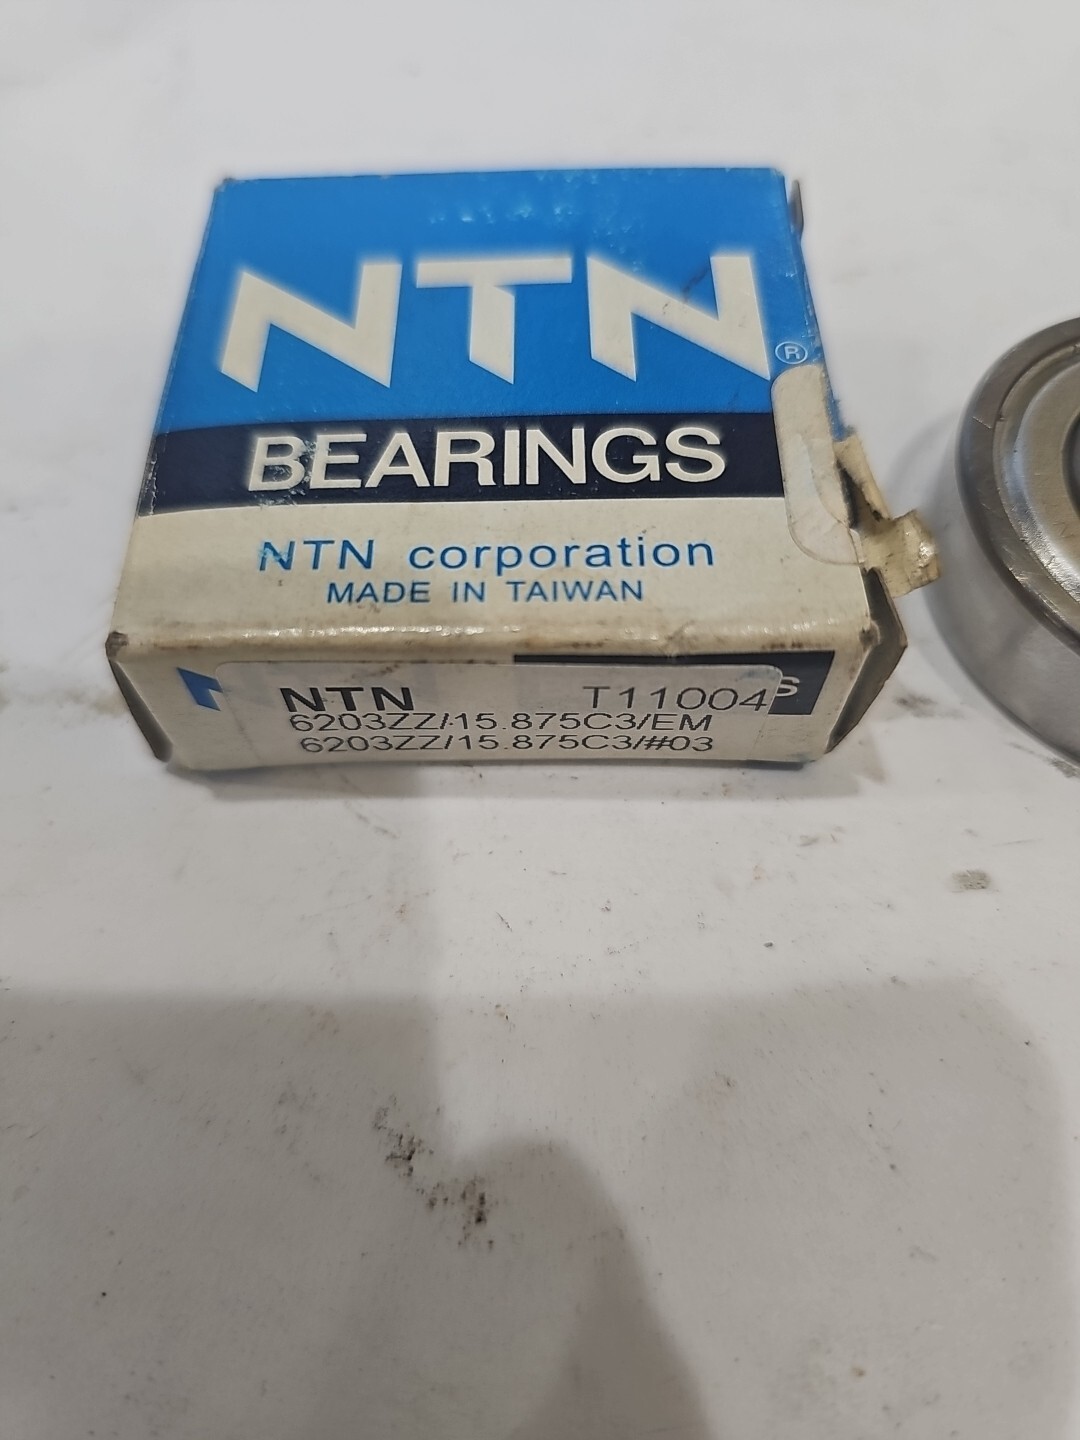 NTN®
BEARINGS
NTN corporation
MADE IN TAIWAN
NTN T11004
6203ZZ/15.875C3/EM
6203ZZ/15.875C3/#03